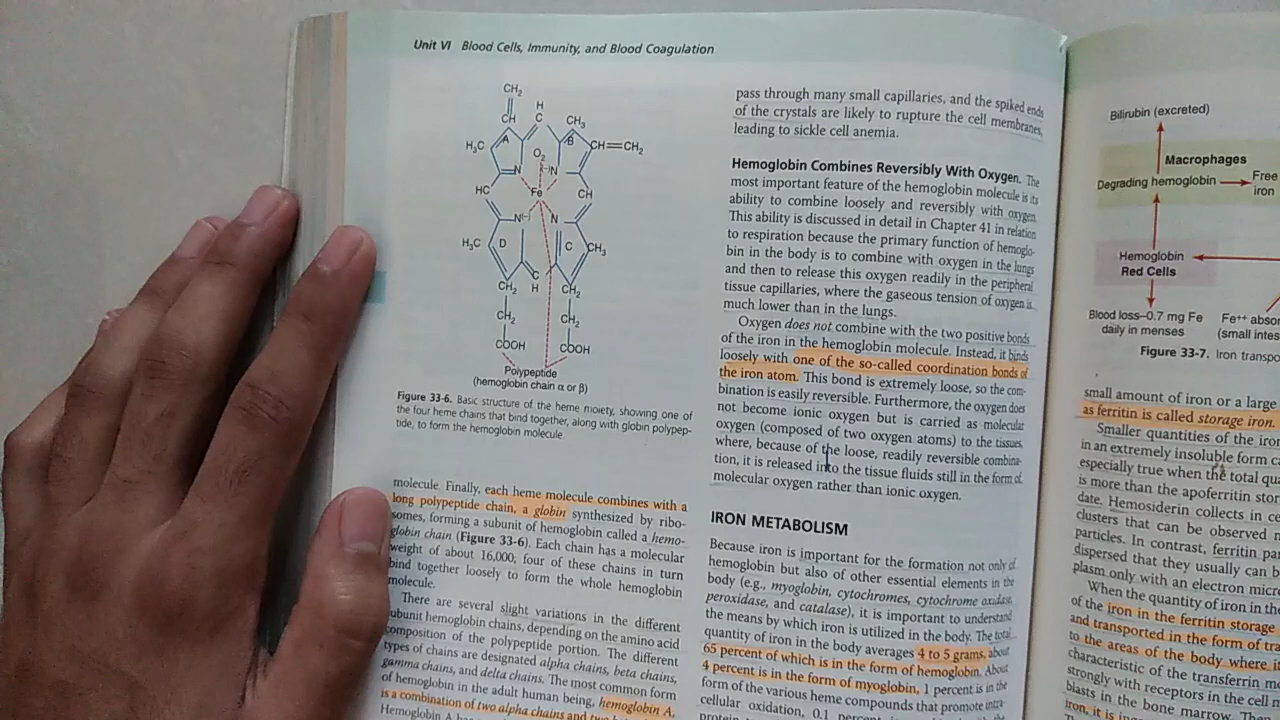 Unit VI Blood Cells, Immunity, and Blood Coagulation
CH2
CH
H
C
CH3
A
B
H3C
CH=CH2
O2
N
(–)N
HC
Fe
CH
N(–)
N
H3C
D
C
CH3
C
H
CH2
CH2
CH2
CH2
COOH
COOH
Polypeptide
(hemoglobin chain α or β)
Figure 33-6. Basic structure of the heme moiety, showing one of
the four heme chains that bind together, along with globin polypep-
tide, to form the hemoglobin molecule.
molecule. Finally, each heme molecule combines with a
long polypeptide chain, a globin synthesized by ribo-
somes, forming a subunit of hemoglobin called a hemo-
globin chain (Figure 33-6). Each chain has a molecular
weight of about 16,000; four of these chains in turn
bind together loosely to form the whole hemoglobin
molecule.
There are several slight variations in the different
subunit hemoglobin chains, depending on the amino acid
composition of the polypeptide portion. The different
types of chains are designated alpha chains, beta chains,
gamma chains, and delta chains. The most common form
of hemoglobin in the adult human being, hemoglobin A,
is a combination of two alpha chains and two
Hemoglobin A
pass through many small capillaries, and the spiked ends
of the crystals are likely to rupture the cell membranes,
leading to sickle cell anemia.
Hemoglobin Combines Reversibly With Oxygen. The
most important feature of the hemoglobin molecule is its
ability to combine loosely and reversibly with oxygen.
This ability is discussed in detail in Chapter 41 in relation
to respiration because the primary function of hemoglo-
bin in the body is to combine with oxygen in the lungs
and then to release this oxygen readily in the peripheral
tissue capillaries, where the gaseous tension of oxygen is
much lower than in the lungs.
Oxygen does not combine with the two positive bonds
of the iron in the hemoglobin molecule. Instead, it binds
loosely with one of the so-called coordination bonds of
the iron atom. This bond is extremely loose, so the com-
bination is easily reversible. Furthermore, the oxygen does
not become ionic oxygen but is carried as molecular
oxygen (composed of two oxygen atoms) to the tissues,
where, because of the loose, readily reversible combina-
tion, it is released into the tissue fluids still in the form of
molecular oxygen rather than ionic oxygen.
IRON METABOLISM
Because iron is important for the formation not only of
hemoglobin but also of other essential elements in the
body (e.g., myoglobin, cytochromes, cytochrome oxidase,
peroxidase, and catalase), it is important to understand
the means by which iron is utilized in the body. The total
quantity of iron in the body averages 4 to 5 grams, about
65 percent of which is in the form of hemoglobin. About
4 percent is in the form of myoglobin, 1 percent is in the
form of the various heme compounds that promote intra-
cellular oxidation, 0.1 percent
Bilirubin (excreted)
Macrophages
Degrading hemoglobin
Free
iron
Hemoglobin
Red Cells
Blood loss–0.7 mg Fe
daily in menses
Fe++ absor
(small intes
Figure 33-7. Iron transpo
small amount of iron or a large
as ferritin is called storage iron.
Smaller quantities of the iron
in an extremely insoluble form ca
especially true when the total qua
is more than the apoferritin stor
date. Hemosiderin collects in ce
clusters that can be observed m
particles. In contrast, ferritin pa
dispersed that they usually can b
plasm only with an electron micr
When the quantity of iron in th
of the iron in the ferritin storage
and transported in the form of tra
to the areas of the body where i
characteristic of the transferrin m
strongly with receptors in the cell m
blasts in the bone marrow. The
iron, it is